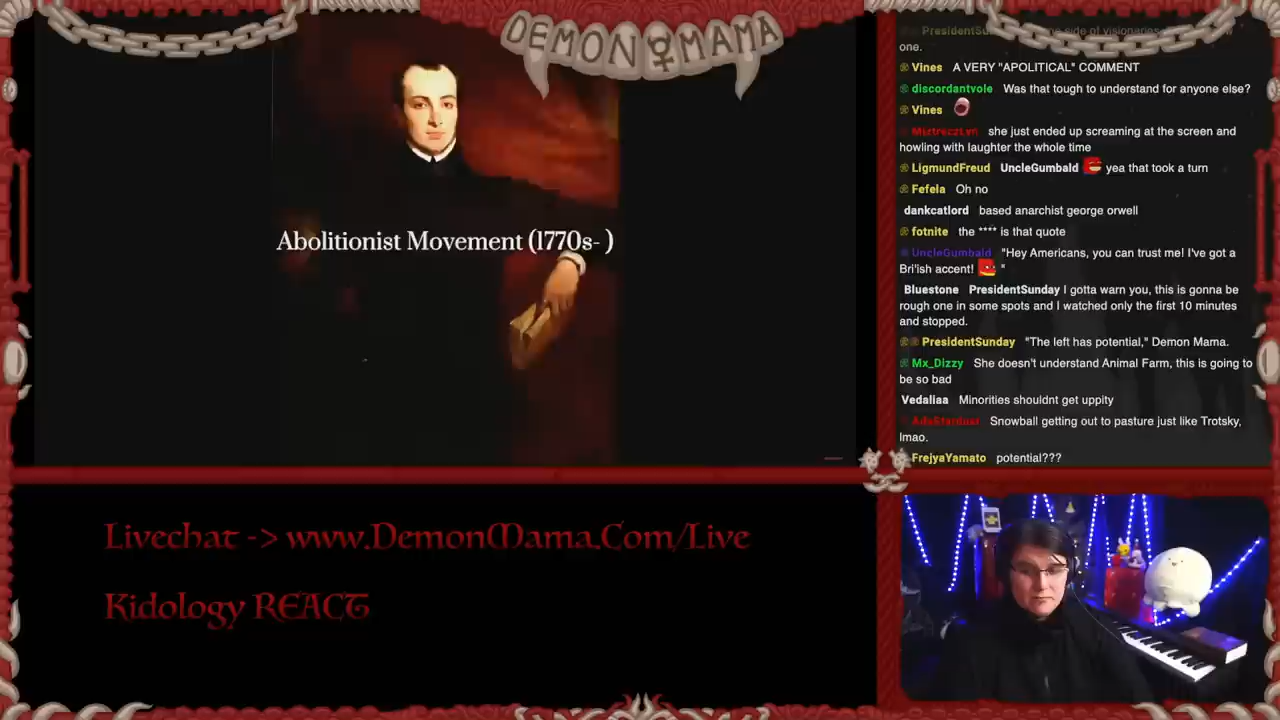 DEMON MAMA
Abolitionist Movement (1770s- )
Livechat -> www.DemonMama.Com/Live
Kidology REACT
side of visionaries
one.
Vines A VERY "APOLITICAL" COMMENT
discordantvole Was that tough to understand for anyone else?
Vines
she just ended up screaming at the screen and
howling with laughter the whole time
LigmundFreud UncleGumbald yea that took a turn
Fefela Oh no
dankcatlord based anarchist george orwell
fotnite the **** is that quote
UncleGumbald "Hey Americans, you can trust me! I've got a
Bri'ish accent! "
Bluestone PresidentSunday I gotta warn you, this is gonna be
rough one in some spots and I watched only the first 10 minutes
and stopped.
PresidentSunday "The left has potential," Demon Mama.
Mx_Dizzy She doesn't understand Animal Farm, this is going to
be so bad
Vedaliaa Minorities shouldnt get uppity
AdaStardust Snowball getting out to pasture just like Trotsky,
lmao.
FrejyaYamato potential???